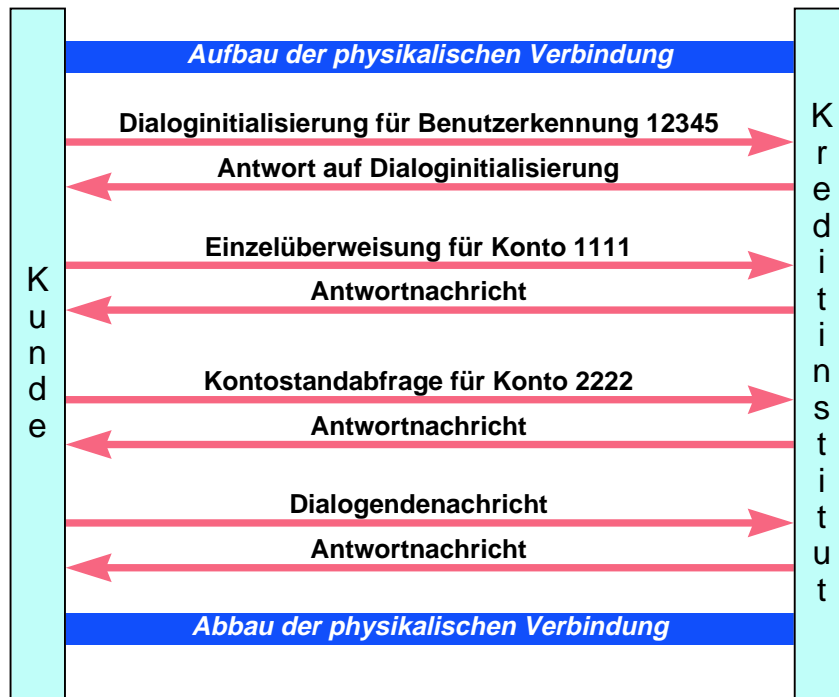 Aufbau der physikalischen Verbindung
Dialoginitialisierung für Benutzerkennung 12345
Antwort auf Dialoginitialisierung
Einzelüberweisung für Konto 1111
Antwortnachricht
Kontostandabfrage für Konto 2222
Antwortnachricht
Dialogendenachricht
Antwortnachricht
Abbau der physikalischen Verbindung
Kunde
Kreditinstitut